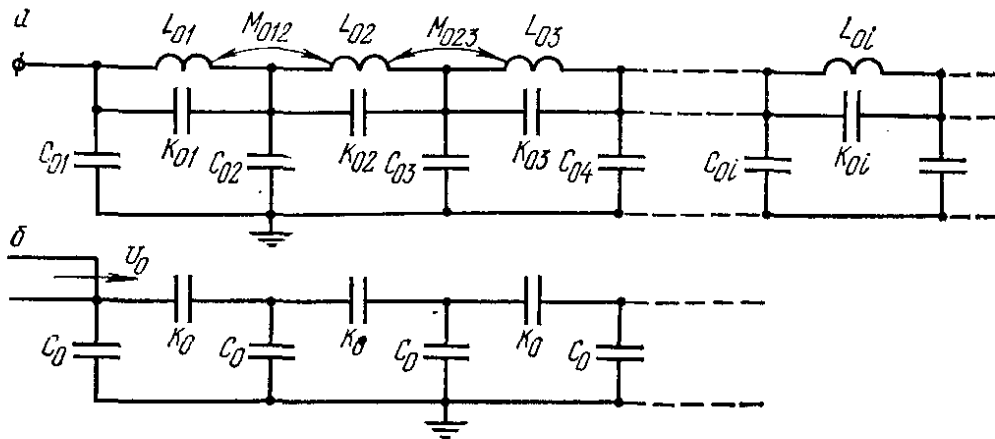 а
L01 M012 L02 M023 L03 L0i
K01 K02 K03 K0i
C01 C02 C03 C04 C0i
б
U0
K0 K0 K0
C0 C0 C0 C0